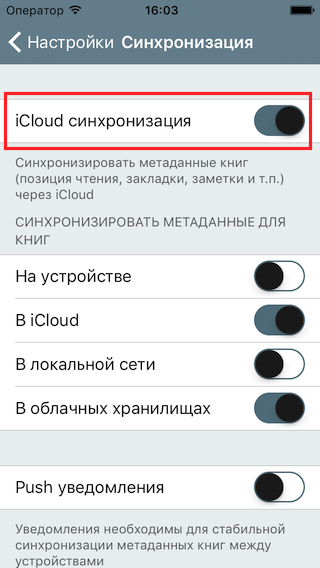 Оператор 16:03
Настройки Синхронизация
iCloud синхронизация
Синхронизировать метаданные книг
(позиция чтения, закладки, заметки и т.п.)
через iCloud
СИНХРОНИЗИРОВАТЬ МЕТАДАННЫЕ ДЛЯ
КНИГ
На устройстве
В iCloud
В локальной сети
В облачных хранилищах
Push уведомления
Уведомления необходимы для стабильной
синхронизации метаданных книг между
устройствами